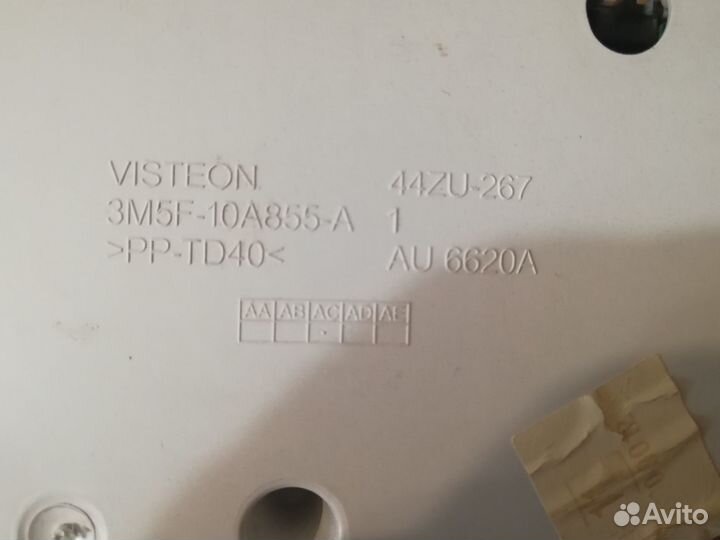 VISTEON 44ZU-267
3M5F-10A855-A 1
>PP-TD40< AU 6620A
AA AB AC AD AE
Avito